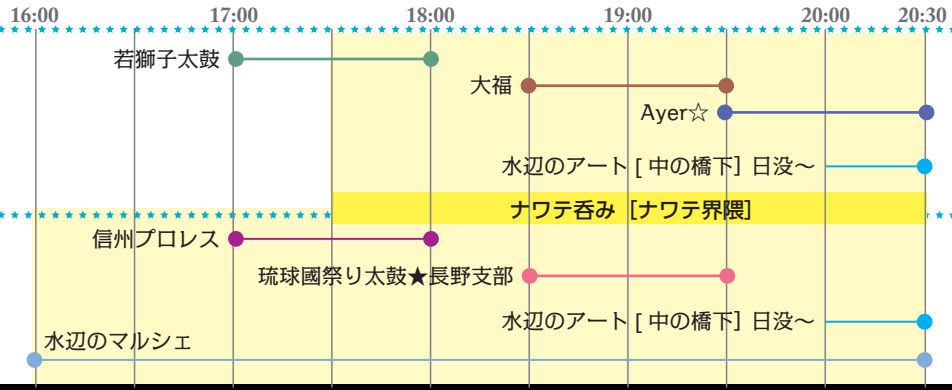 16:00 17:00 18:00 19:00 20:00 20:30
若獅子太鼓
大福
Ayer☆
水辺のアート [ 中の橋下］日没〜
ナワテ呑み［ナワテ界隈］
信州プロレス
琉球國祭り太鼓★長野支部
水辺のアート [ 中の橋下］日没〜
水辺のマルシェ